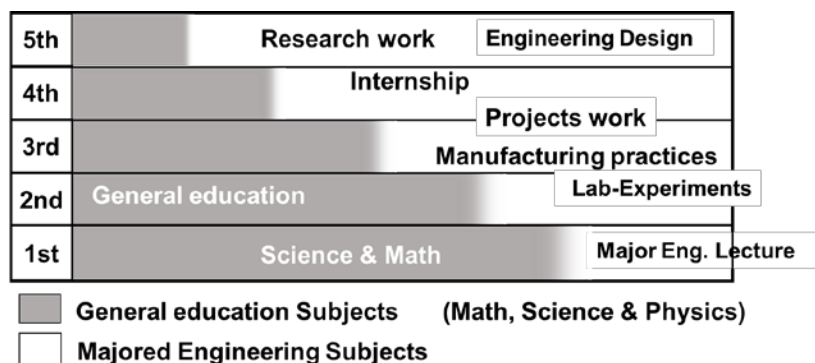 5th Research work Engineering Design
4th Internship
Projects work
3rd Manufacturing practices
2nd General education Lab-Experiments
1st Science & Math Major Eng. Lecture
General education Subjects (Math, Science & Physics)
Majored Engineering Subjects